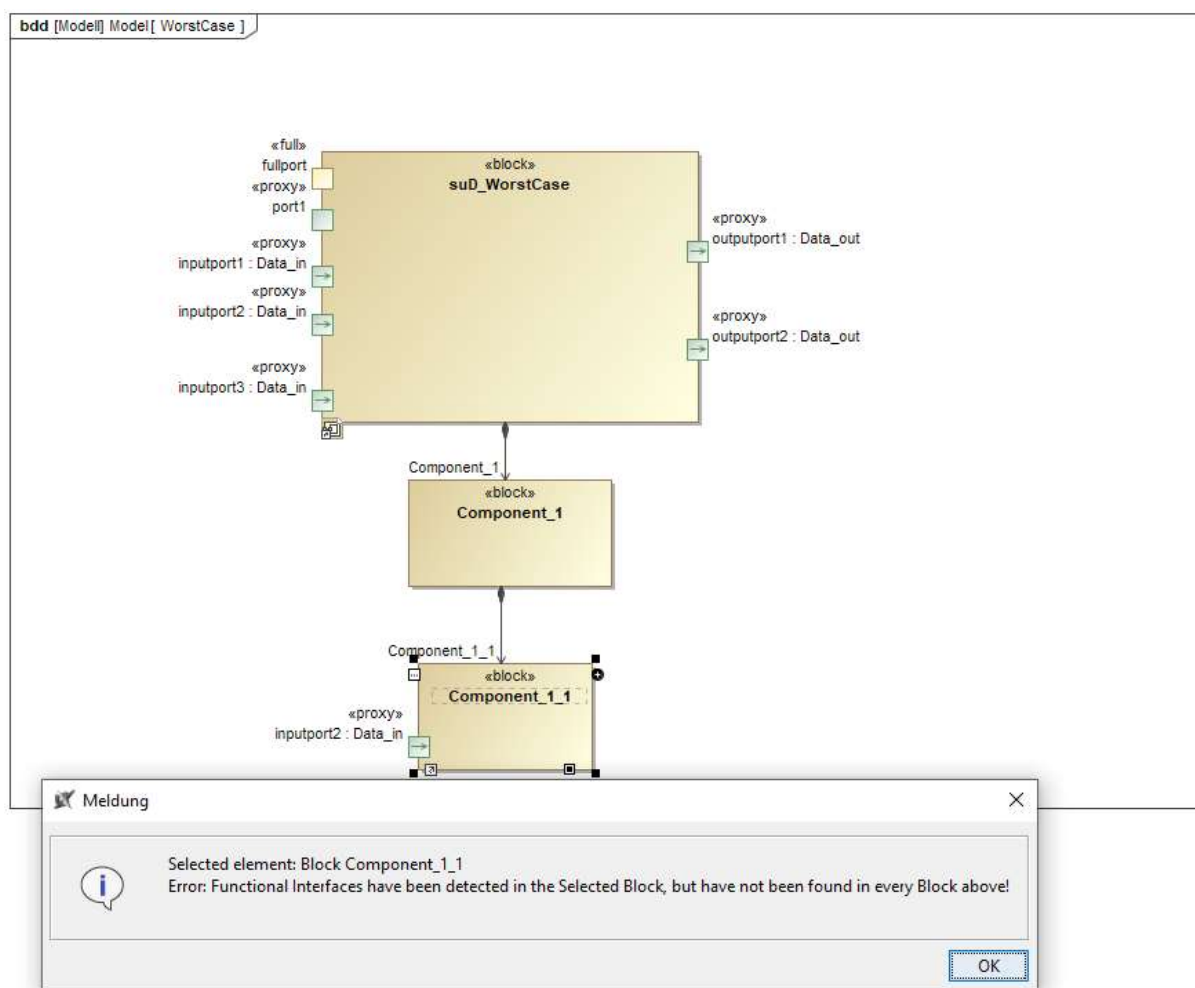 bdd [Modell] Model[ WorstCase ]
«full»
fullport
«proxy»
port1
«proxy»
inputport1 : Data_in
«proxy»
inputport2 : Data_in
«proxy»
inputport3 : Data_in
«block»
suD_WorstCase
«proxy»
outputport1 : Data_out
«proxy»
outputport2 : Data_out
Component_1
«block»
Component_1
Component_1_1
«block»
Component_1_1
«proxy»
inputport2 : Data_in
Meldung
Selected element: Block Component_1_1
Error: Functional Interfaces have been detected in the Selected Block, but have not been found in every Block above!
OK